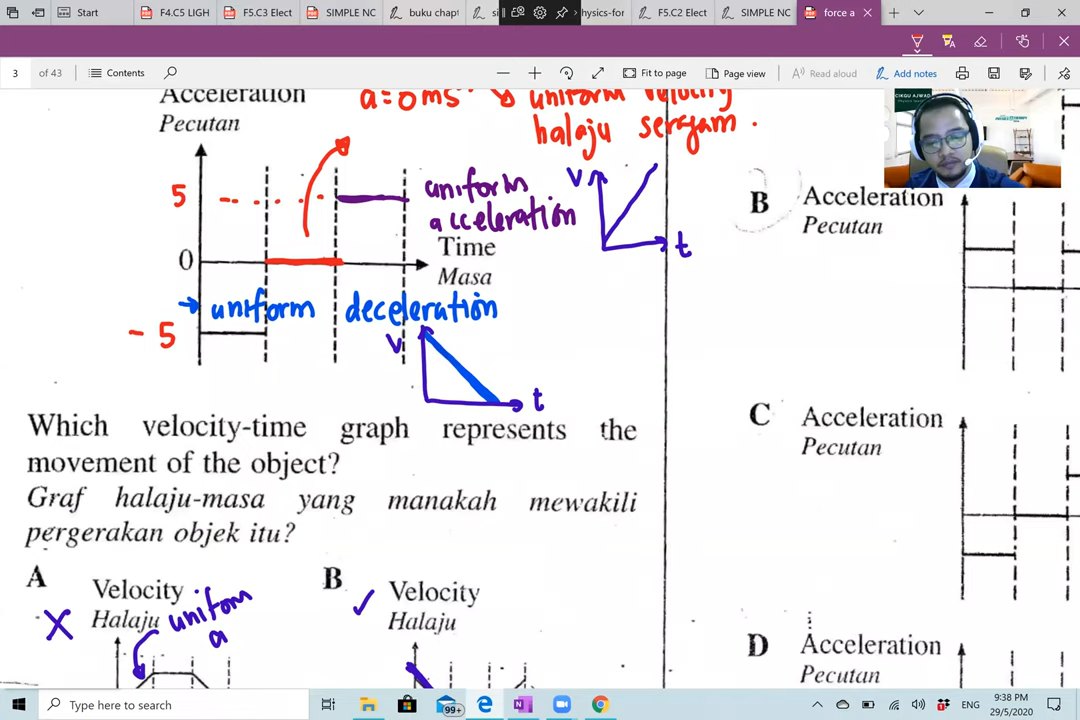 Start
F4.C5 LIGH
F5.C3 Elect
SIMPLE NC
buku chapt
si
hysics-for
F5.C2 Elect
SIMPLE NC
force a
3 of 43
Contents
Fit to page
Page view
Read aloud
Add notes
CIKGU AJWAD
Acceleration
Pecutan
a = 0 ms
uniform velocity
halaju seragam.
5
0
- 5
uniform
acceleration
Time
Masa
v
t
→ uniform deceleration
v
t
Which velocity-time graph represents the
movement of the object?
Graf halaju-masa yang manakah mewakili
pergerakan objek itu?
A
Velocity
Halaju
X
uniform
a
B
Velocity
Halaju
✓
B
Acceleration
Pecutan
C
Acceleration
Pecutan
D
Acceleration
Pecutan
Type here to search
99+
ENG
9:38 PM
29/5/2020